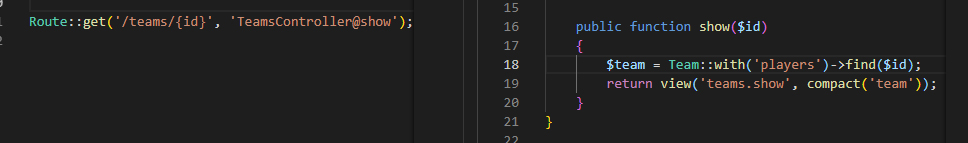 Route::get('/teams/{id}', 'TeamsController@show');
15
16 public function show($id)
17 {
18 $team = Team::with('players')->find($id);
19 return view('teams.show', compact('team'));
20 }
21 }
22